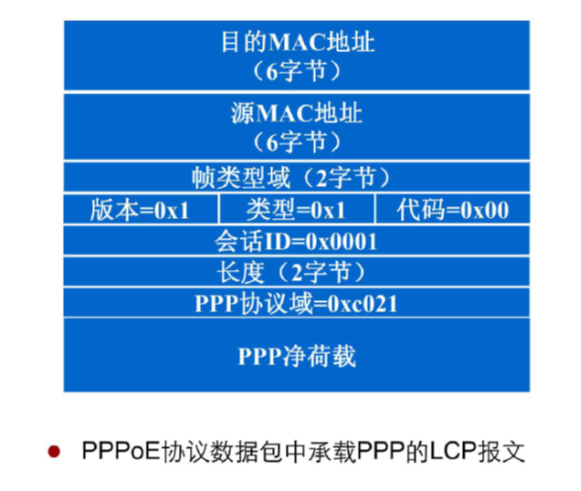 目的MAC地址
（6字节）
源MAC地址
（6字节）
帧类型域（2字节）
版本=0x1 类型=0x1 代码=0x00
会话ID=0x0001
长度（2字节）
PPP协议域=0xc021
PPP净荷载
PPPoE协议数据包中承载PPP的LCP报文